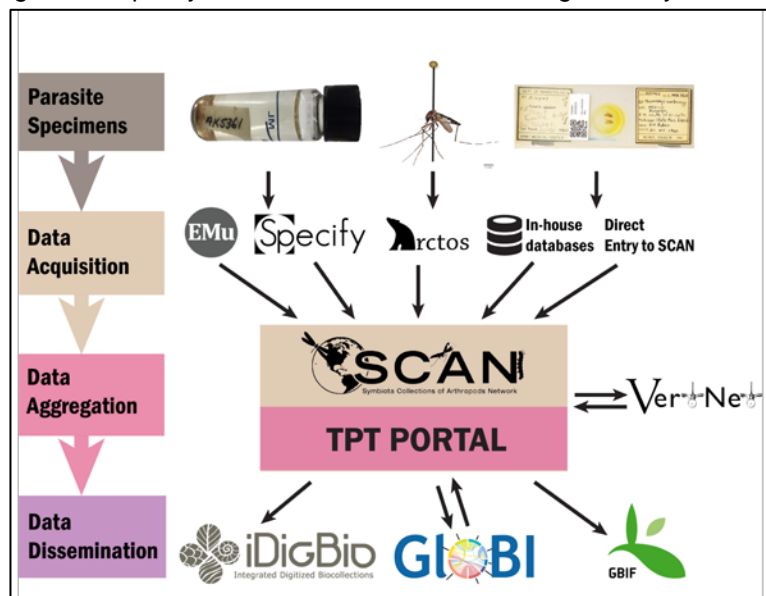 Parasite
Specimens
AK5361
Data
Acquisition
EMu
Specify
Arctos
In-house
databases
Direct
Entry to SCAN
SCAN
Symbiota Collections of Arthropods Network
Data
Aggregation
VertNet
TPT PORTAL
Data
Dissemination
iDigBio
Integrated Digitized Biocollections
GloBI
GBIF